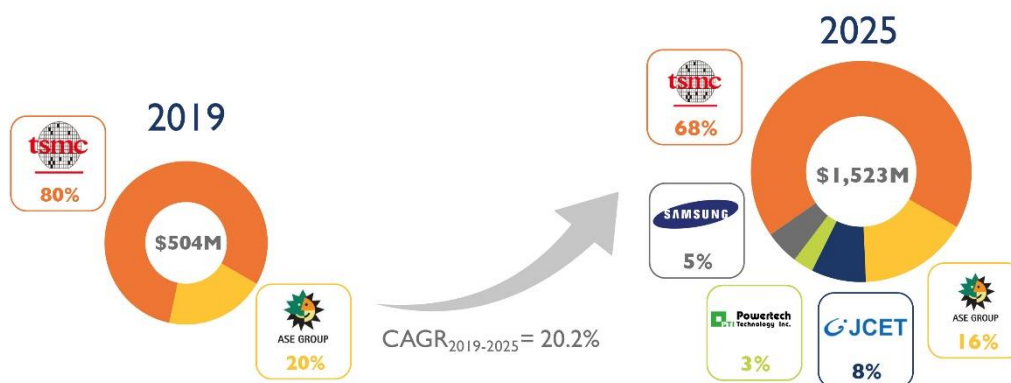 2019
tsmc
80%
$504M
ASE GROUP
20%
CAGR2019-2025 = 20.2%
2025
tsmc
68%
$1,523M
SAMSUNG
5%
PTI Powertech
Technology Inc.
3%
JCET
8%
ASE GROUP
16%